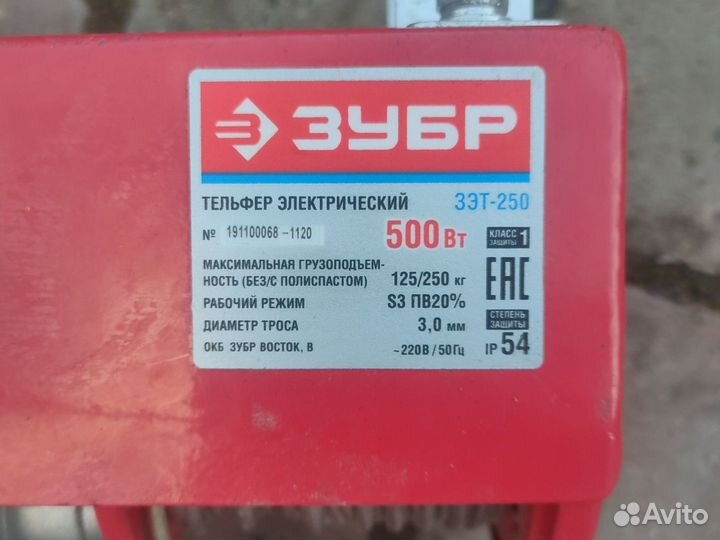 ЗУБР
ТЕЛЬФЕР ЭЛЕКТРИЧЕСКИЙ ЗЭТ-250
№ 191100068-1120 500 Вт КЛАСС ЗАЩИТЫ 1
МАКСИМАЛЬНАЯ ГРУЗОПОДЪЕМ-
НОСТЬ (БЕЗ/С ПОЛИСПАСТОМ) 125/250 кг
РАБОЧИЙ РЕЖИМ S3 ПВ20%
EAC
ДИАМЕТР ТРОСА 3,0 мм
СТЕПЕНЬ ЗАЩИТЫ
ОКБ ЗУБР ВОСТОК, В ~220В/50Гц IP 54
Avito